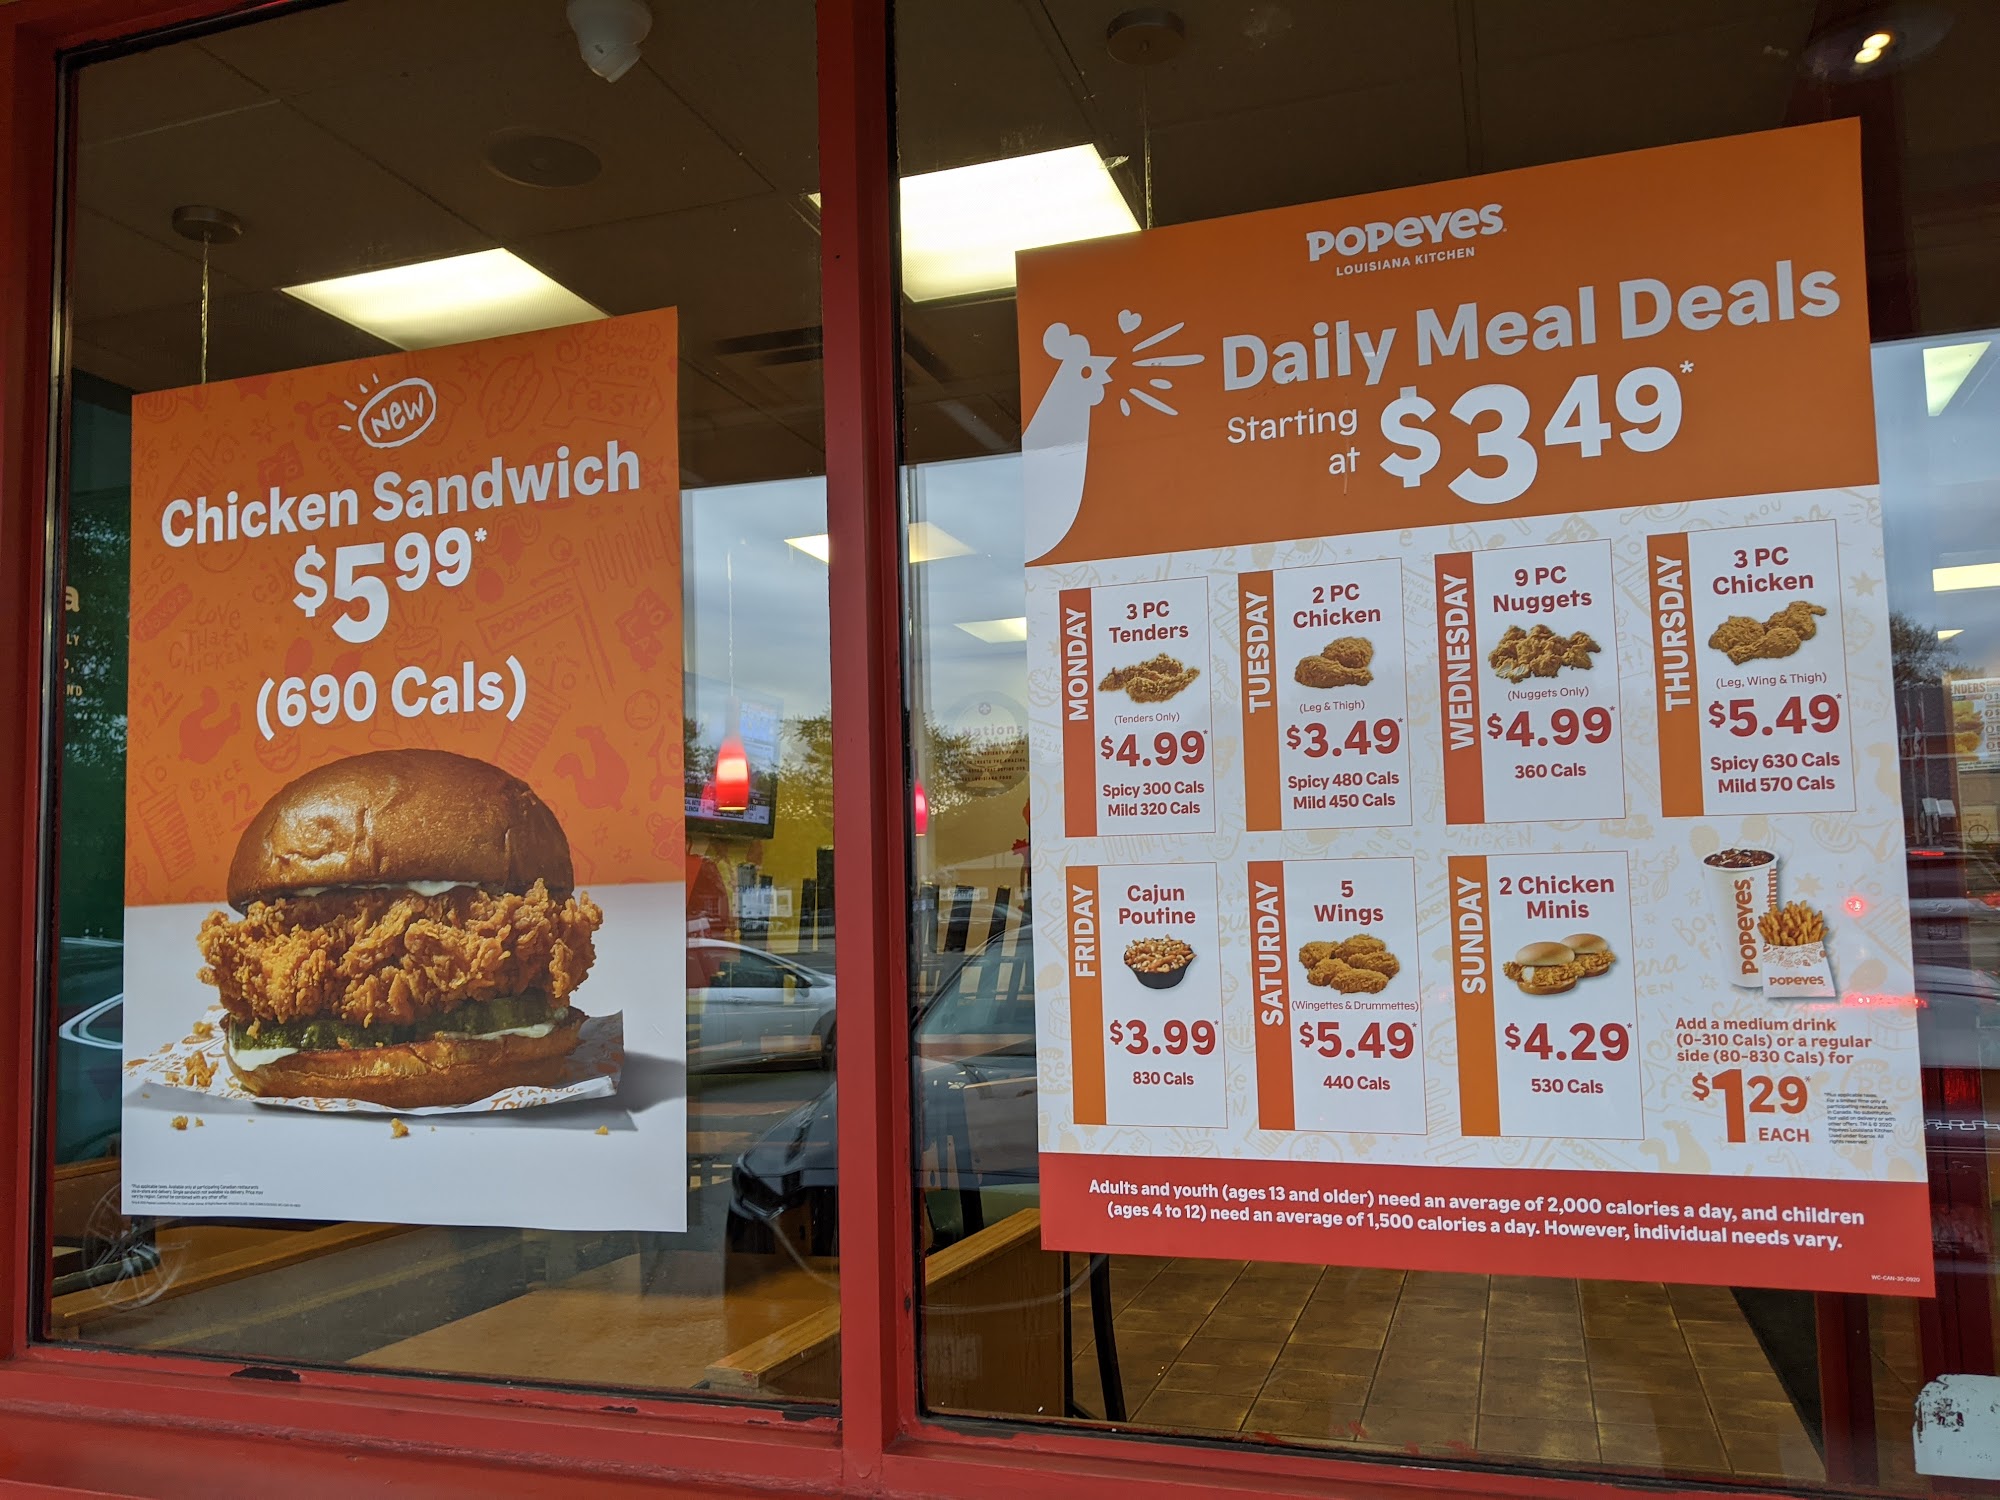 New
Chicken Sandwich
$5 99*
(690 Cals)
POPEYES
LOUISIANA KITCHEN
Daily Meal Deals
Starting
at $3 49*
MONDAY
3 PC
Tenders
(Tenders Only)
$4.99*
Spicy 300 Cals
Mild 320 Cals
TUESDAY
2 PC
Chicken
(Leg & Thigh)
$3.49*
Spicy 480 Cals
Mild 450 Cals
WEDNESDAY
9 PC
Nuggets
(Nuggets Only)
$4.99*
360 Cals
THURSDAY
3 PC
Chicken
(Leg, Wing & Thigh)
$5.49*
Spicy 630 Cals
Mild 570 Cals
FRIDAY
Cajun
Poutine
$3.99*
830 Cals
SATURDAY
5
Wings
(Wingettes & Drummettes)
$5.49*
440 Cals
SUNDAY
2 Chicken
Minis
$4.29*
530 Cals
POPEYES
POPEYES
Add a medium drink
(0-310 Cals) or a regular
side (80-830 Cals) for
$1 29*
EACH
Adults and youth (ages 13 and older) need an average of 2,000 calories a day, and children
(ages 4 to 12) need an average of 1,500 calories a day. However, individual needs vary.
WC-CAN-30-0920